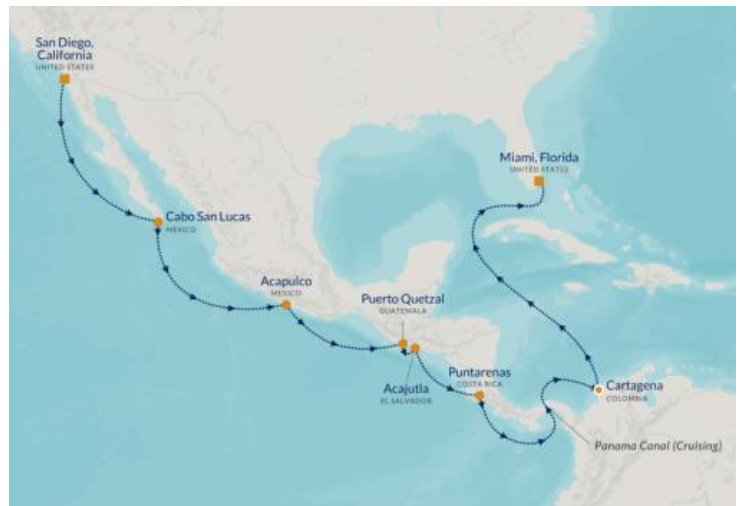 San Diego,
California
UNITED STATES
Miami, Florida
UNITED STATES
Cabo San Lucas
MEXICO
Acapulco
MEXICO
Puerto Quetzal
GUATEMALA
Acajutla
EL SALVADOR
Puntarenas
COSTA RICA
Cartagena
COLOMBIA
Panama Canal (Cruising)